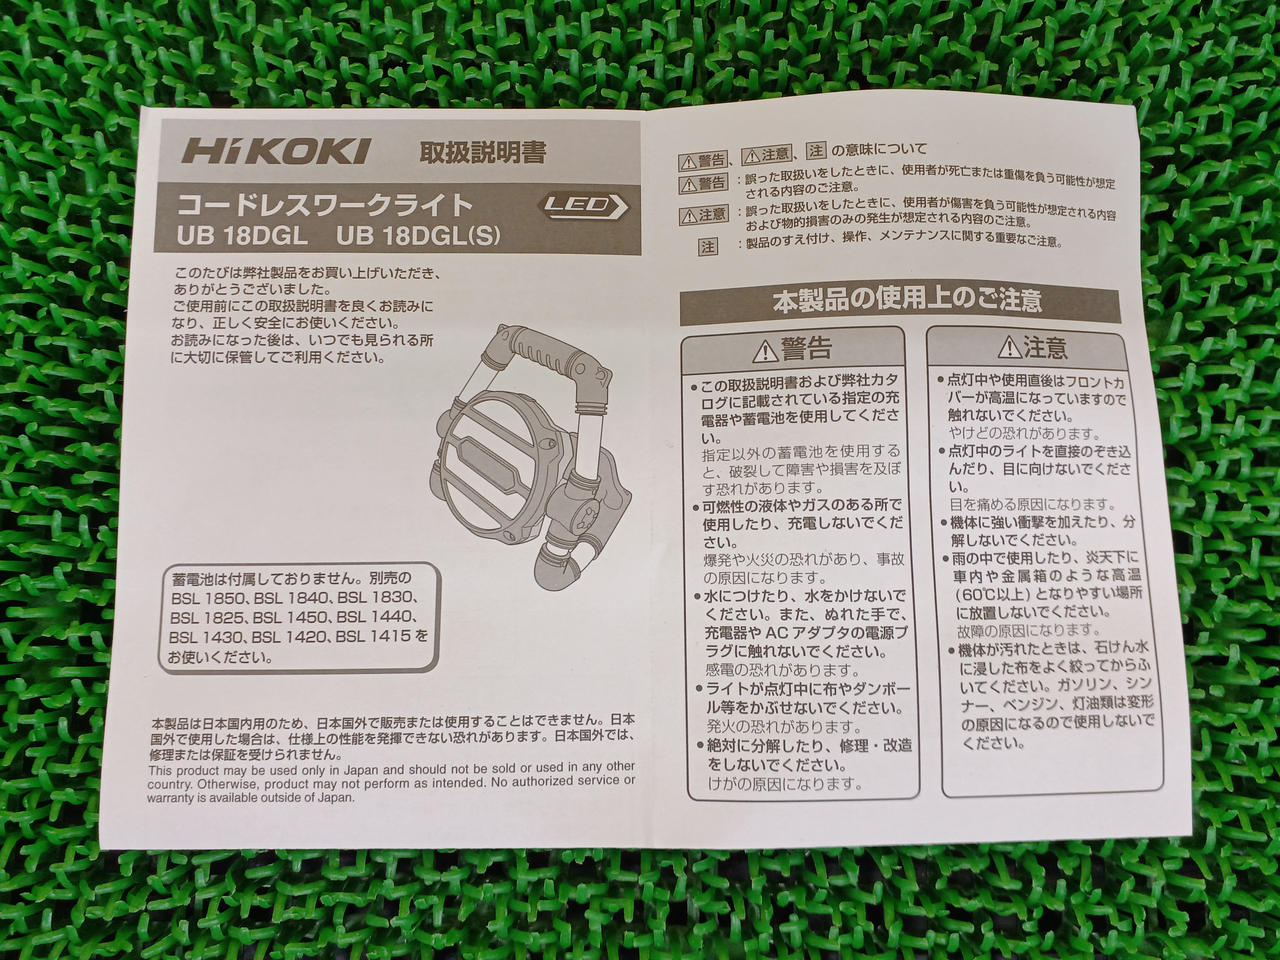 HiKOKI 取扱説明書
コードレスワークライト
UB 18DGL UB 18DGL(S)
LED
このたびは弊社製品をお買い上げいただき、
ありがとうございました。
ご使用前にこの取扱説明書を良くお読みに
なり、正しく安全にお使いください。
お読みになった後は、いつでも見られる所
に大切に保管してご利用ください。
蓄電池は付属しておりません。別売の
BSL 1850、BSL 1840、BSL 1830、
BSL 1825、BSL 1450、BSL 1440、
BSL 1430、BSL 1420、BSL 1415 を
お使いください。
本製品は日本国内用のため、日本国外で販売または使用することはできません。日本
国外で使用した場合は、仕様上の性能を発揮できない恐れがあります。日本国外では、
修理または保証を受けられません。
This product may be used only in Japan and should not be sold or used in any other
country. Otherwise, product may not perform as intended. No authorized service or
warranty is available outside of Japan.
⚠警告、⚠注意、注 の意味について
⚠警告 ：誤った取扱いをしたときに、使用者が死亡または重傷を負う可能性が想定
される内容のご注意。
⚠注意 ：誤った取扱いをしたときに、使用者が傷害を負う可能性が想定される内容
および物的損害のみの発生が想定される内容のご注意。
注 ：製品のすえ付け、操作、メンテナンスに関する重要なご注意。
本製品の使用上のご注意
⚠警告
●この取扱説明書および弊社カタ
ログに記載されている指定の充
電器や蓄電池を使用してくださ
い。
指定以外の蓄電池を使用する
と、破裂して障害や損害を及ぼ
す恐れがあります。
●可燃性の液体やガスのある所で
使用したり、充電しないでくだ
さい。
爆発や火災の恐れがあり、事故
の原因になります。
●水につけたり、水をかけないで
ください。また、ぬれた手で、
充電器や AC アダプタの電源プ
ラグに触れないでください。
感電の恐れがあります。
●ライトが点灯中に布やダンボー
ル等をかぶせないでください。
発火の恐れがあります。
●絶対に分解したり、修理・改造
をしないでください。
けがの原因になります。
⚠注意
●点灯中や使用直後はフロントカ
バーが高温になっていますので
触れないでください。
やけどの恐れがあります。
●点灯中のライトを直接のぞき込
んだり、目に向けないでくださ
い。
目を痛める原因になります。
●機体に強い衝撃を加えたり、分
解しないでください。
●雨の中で使用したり、炎天下に
車内や金属箱のような高温
(60℃以上)となりやすい場所
に放置しないでください。
故障の原因になります。
●機体が汚れたときは、石けん水
に浸した布をよく絞ってからふ
いてください。ガソリン、シン
ナー、ベンジン、灯油類は変形
の原因になるので使用しないで
ください。